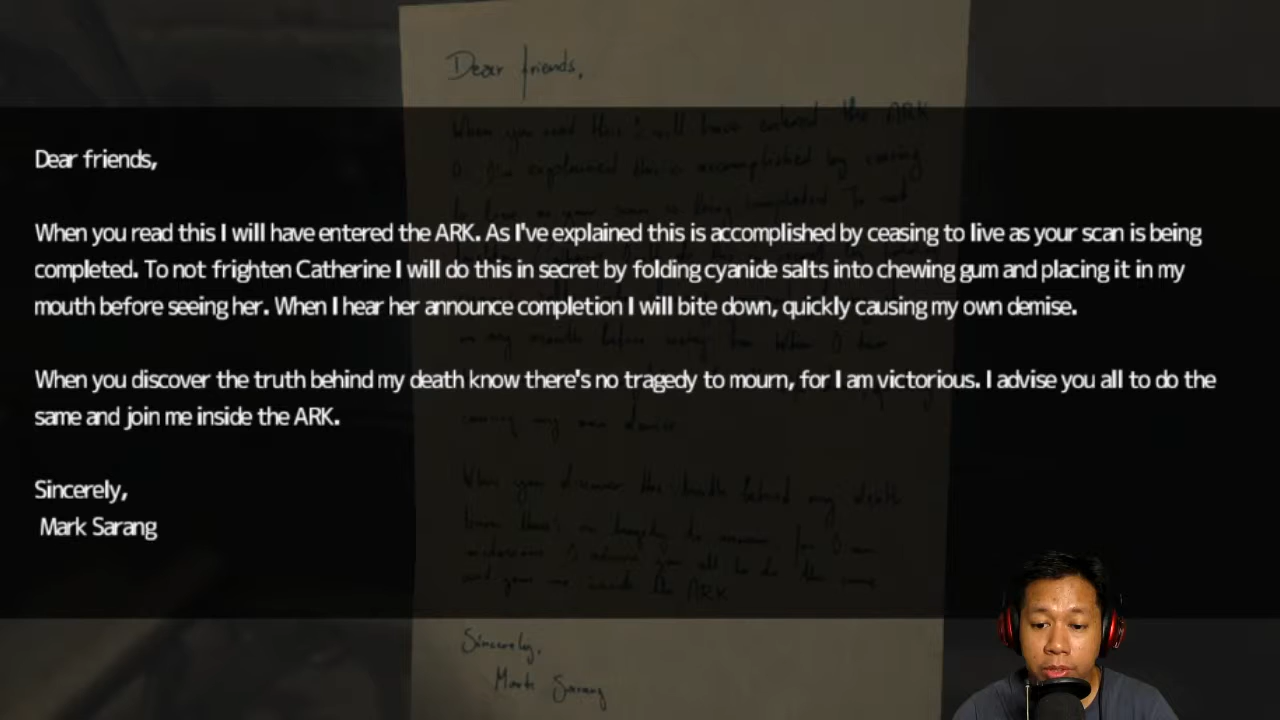 Dear friends,
Dear friends,
When you read this I will have entered the ARK. As I've explained this is accomplished by ceasing to live as your scan is being
completed. To not frighten Catherine I will do this in secret by folding cyanide salts into chewing gum and placing it in my
mouth before seeing her. When I hear her announce completion I will bite down, quickly causing my own demise.
When you discover the truth behind my death know there's no tragedy to mourn, for I am victorious. I advise you all to do the
same and join me inside the ARK.
Sincerely,
Mark Sarang
Sincerely,
Mark Sarang